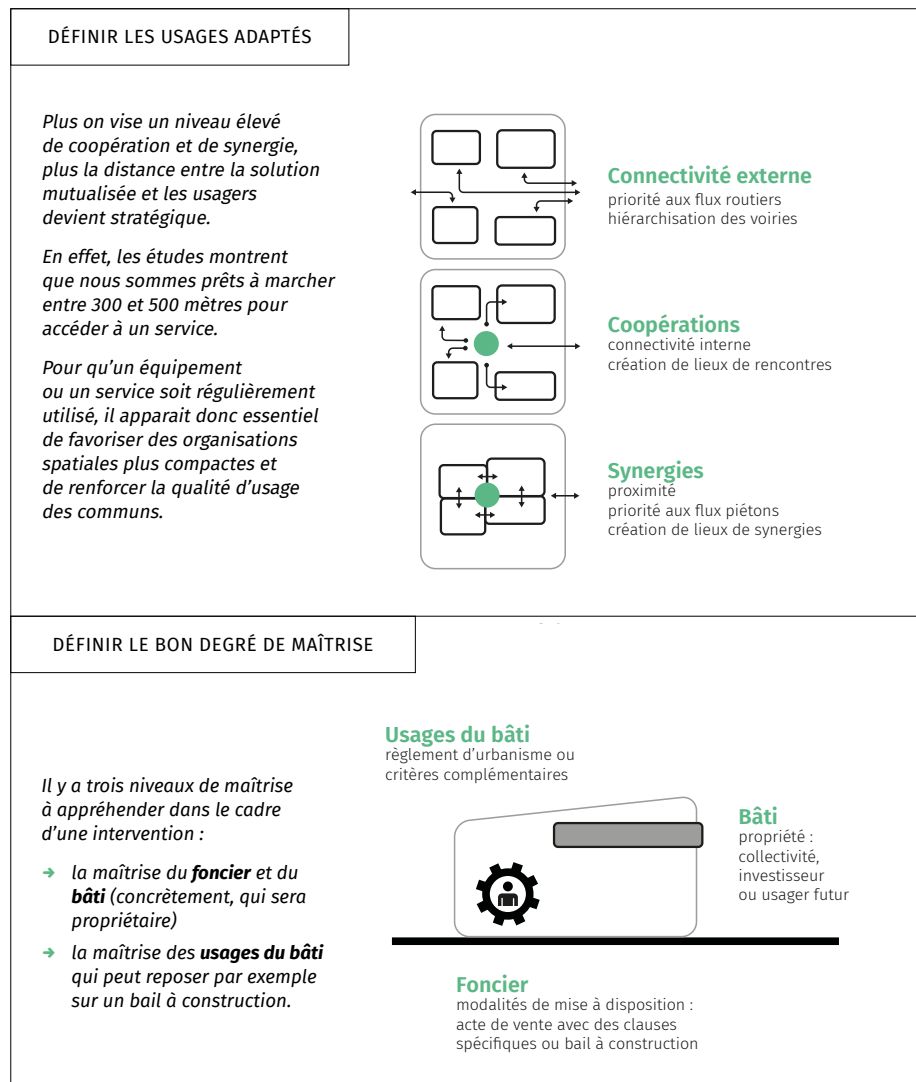 DÉFINIR LES USAGES ADAPTÉS
Plus on vise un niveau élevé
de coopération et de synergie,
plus la distance entre la solution
mutualisée et les usagers
devient stratégique.
En effet, les études montrent
que nous sommes prêts à marcher
entre 300 et 500 mètres pour
accéder à un service.
Pour qu'un équipement
ou un service soit régulièrement
utilisé, il apparait donc essentiel
de favoriser des organisations
spatiales plus compactes et
de renforcer la qualité d'usage
des communs.
Connectivité externe
priorité aux flux routiers
hiérarchisation des voiries
Coopérations
connectivité interne
création de lieux de rencontres
Synergies
proximité
priorité aux flux piétons
création de lieux de synergies
DÉFINIR LE BON DEGRÉ DE MAÎTRISE
Il y a trois niveaux de maîtrise
à appréhender dans le cadre
d'une intervention :
→ la maîtrise du foncier et du
bâti (concrètement, qui sera
propriétaire)
→ la maîtrise des usages du bâti
qui peut reposer par exemple
sur un bail à construction.
Usages du bâti
règlement d'urbanisme ou
critères complémentaires
Bâti
propriété :
collectivité,
investisseur
ou usager futur
Foncier
modalités de mise à disposition :
acte de vente avec des clauses
spécifiques ou bail à construction